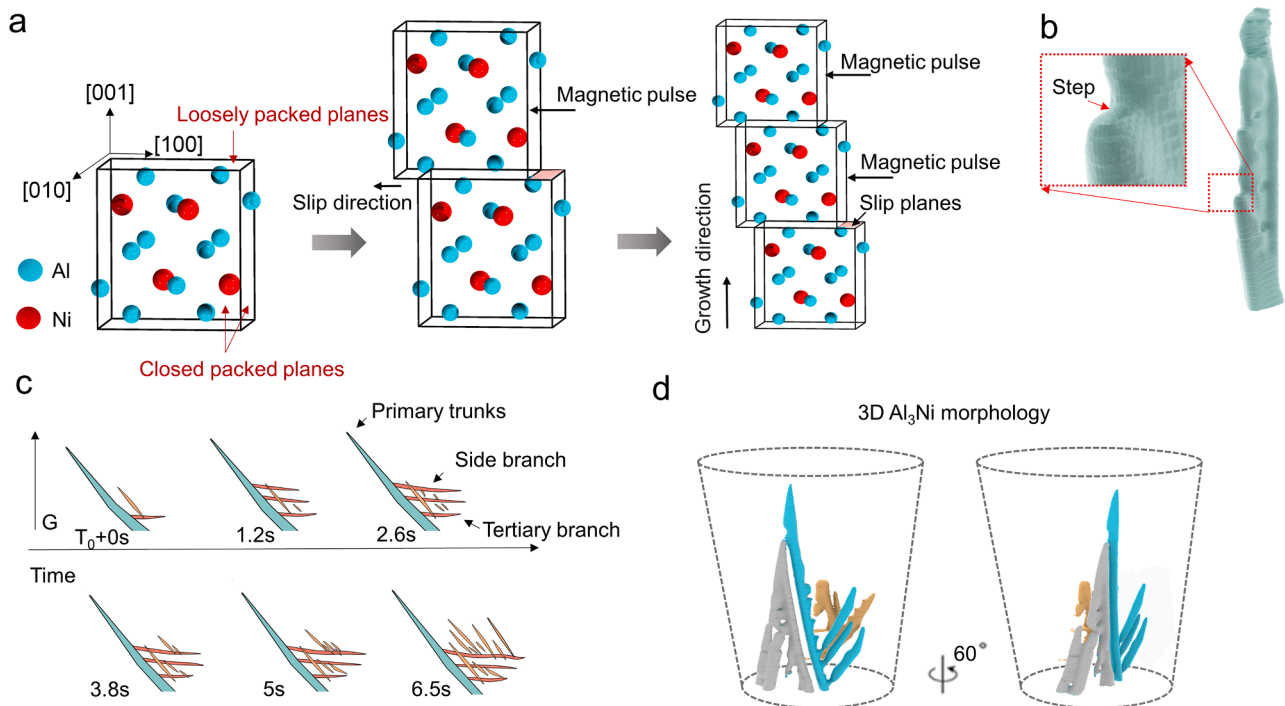 a
[001]
Loosely packed planes
[100]
[010]
Al
Ni
Closed packed planes
Magnetic pulse
Slip direction
Magnetic pulse
Magnetic pulse
Slip planes
Growth direction
b
Step
c
Primary trunks
Side branch
Tertiary branch
G
T₀+0s
1.2s
2.6s
Time
3.8s
5s
6.5s
d
3D Al₃Ni morphology
60°